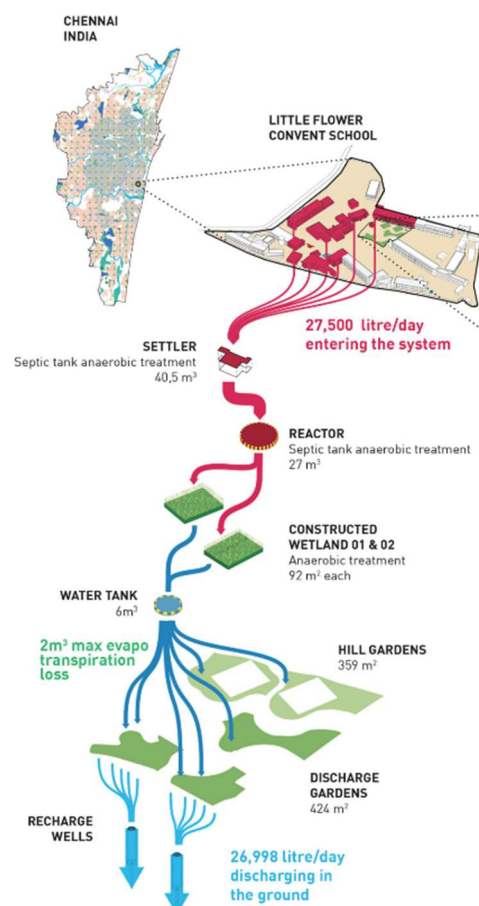 CHENNAI
INDIA
LITTLE FLOWER
CONVENT SCHOOL
27,500 litre/day
entering the system
SETTLER
Septic tank anaerobic treatment
40,5 m³
REACTOR
Septic tank anaerobic treatment
27 m³
CONSTRUCTED
WETLAND 01 & 02
Anaerobic treatment
92 m² each
WATER TANK
6m³
2m³ max evapo
transpiration
loss
HILL GARDENS
359 m²
DISCHARGE
GARDENS
424 m²
RECHARGE
WELLS
26,998 litre/day
discharging in
the ground